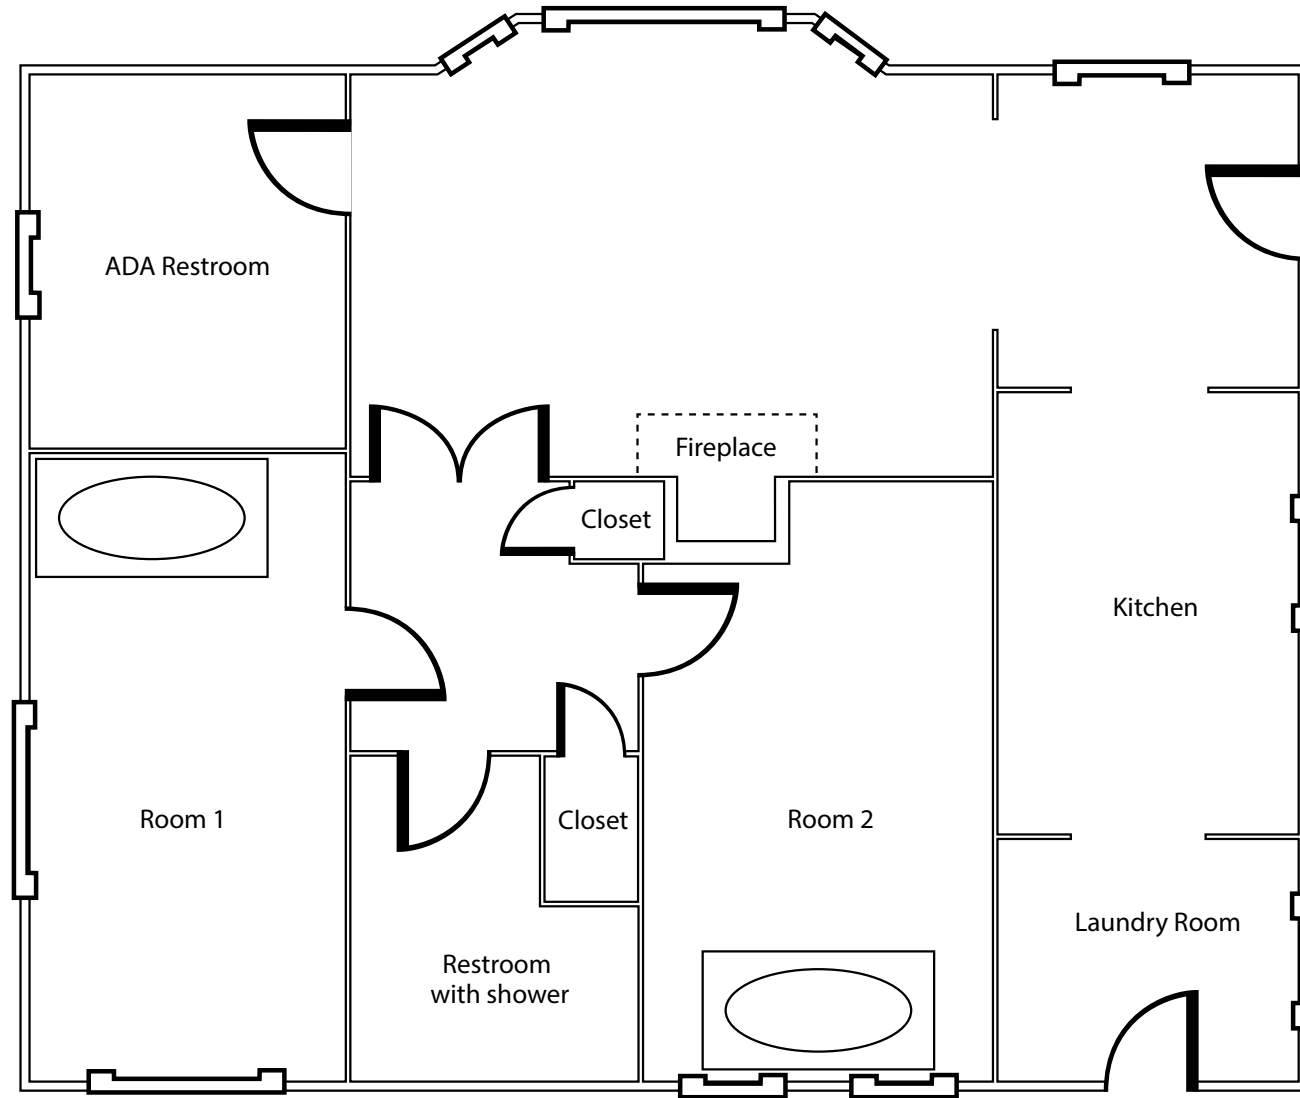 ADA Restroom
Fireplace
Closet
Kitchen
Room 1
Closet
Room 2
Laundry Room
Restroom
with shower